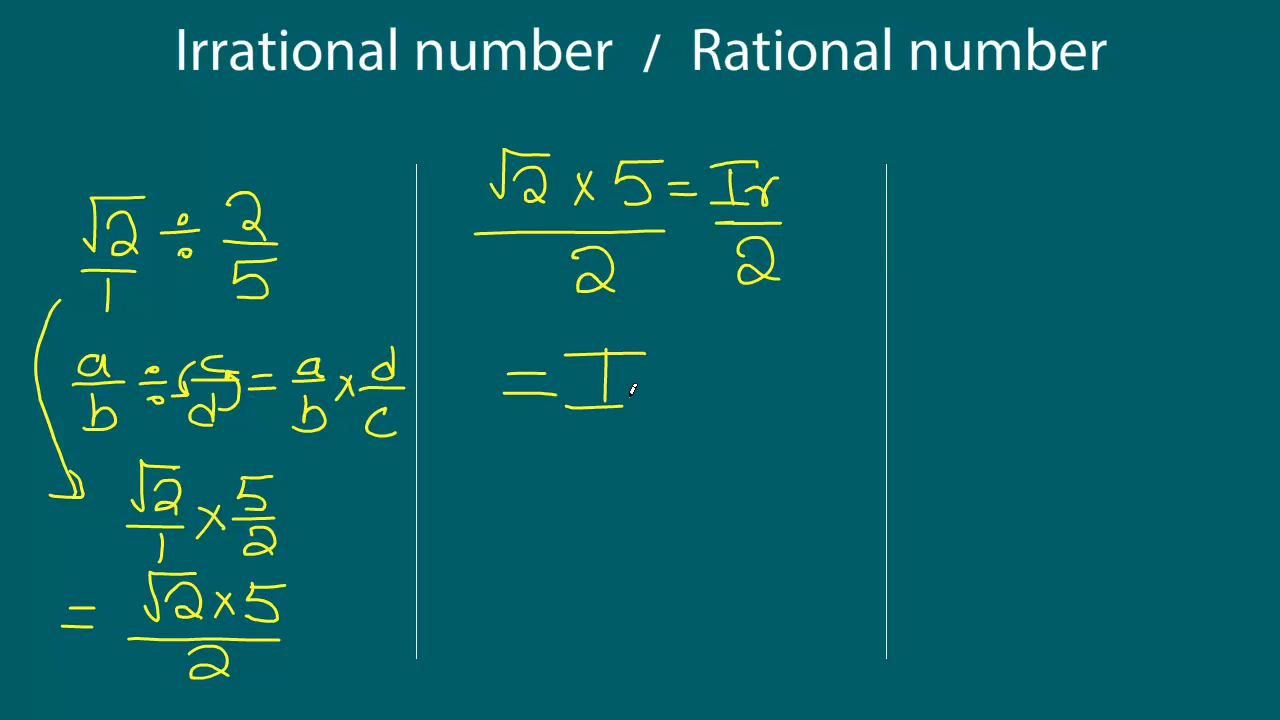 Irrational number / Rational number
√2/1 ÷ 2/5
a/b ÷ c/d = a/b × d/c
√2/1 × 5/2
= √2 × 5/2
√2 × 5/2 = Ir/2
= I